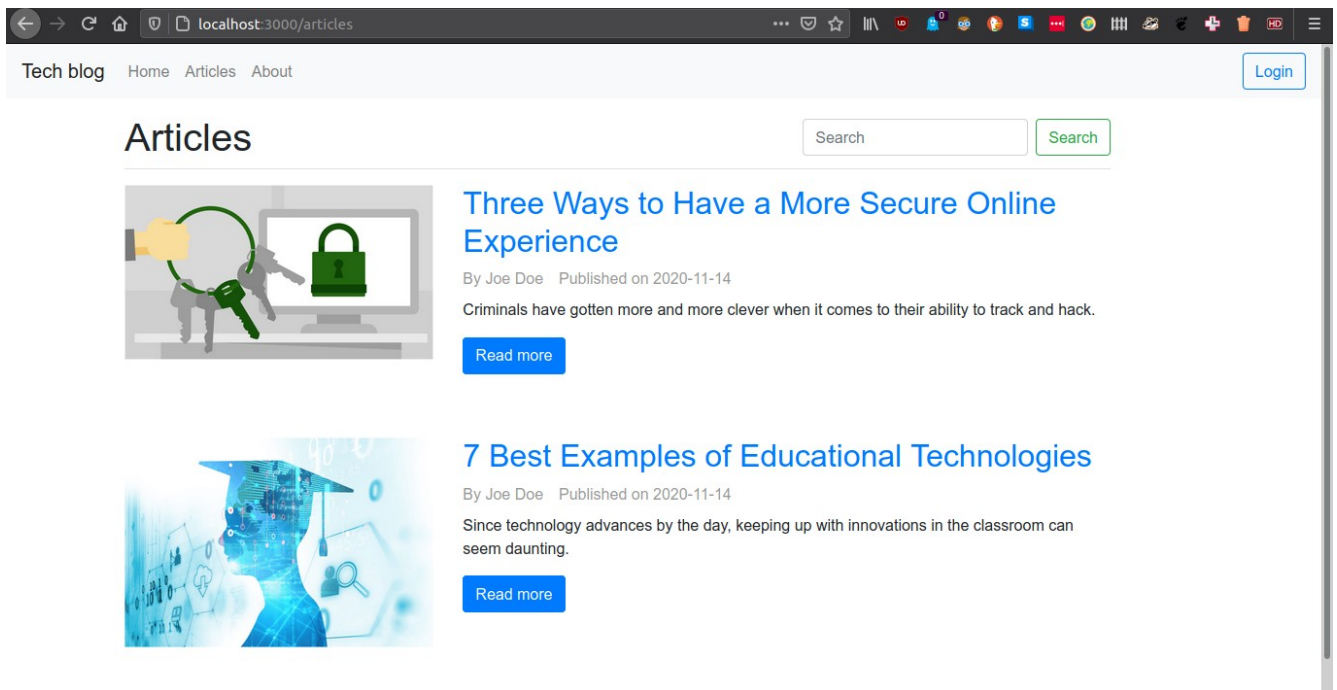 localhost:3000/articles
Tech blog Home Articles About Login
Articles
Search Search
Three Ways to Have a More Secure Online
Experience
By Joe Doe Published on 2020-11-14
Criminals have gotten more and more clever when it comes to their ability to track and hack.
Read more
7 Best Examples of Educational Technologies
By Joe Doe Published on 2020-11-14
Since technology advances by the day, keeping up with innovations in the classroom can
seem daunting.
Read more